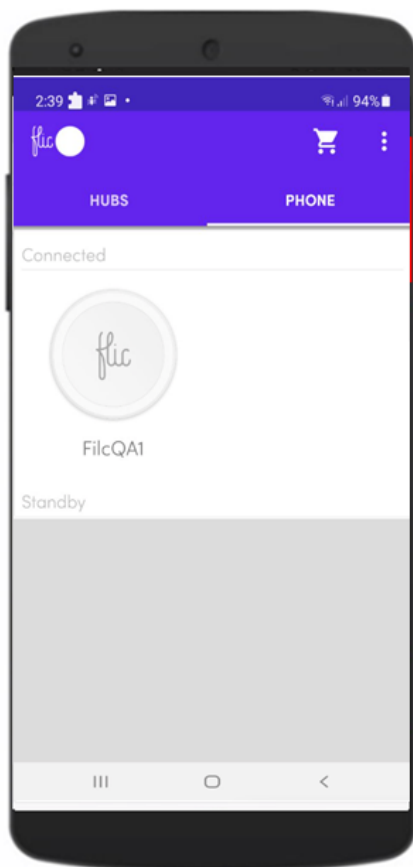 2:39 94%
flic
HUBS PHONE
Connected
flic
FilcQA1
Standby